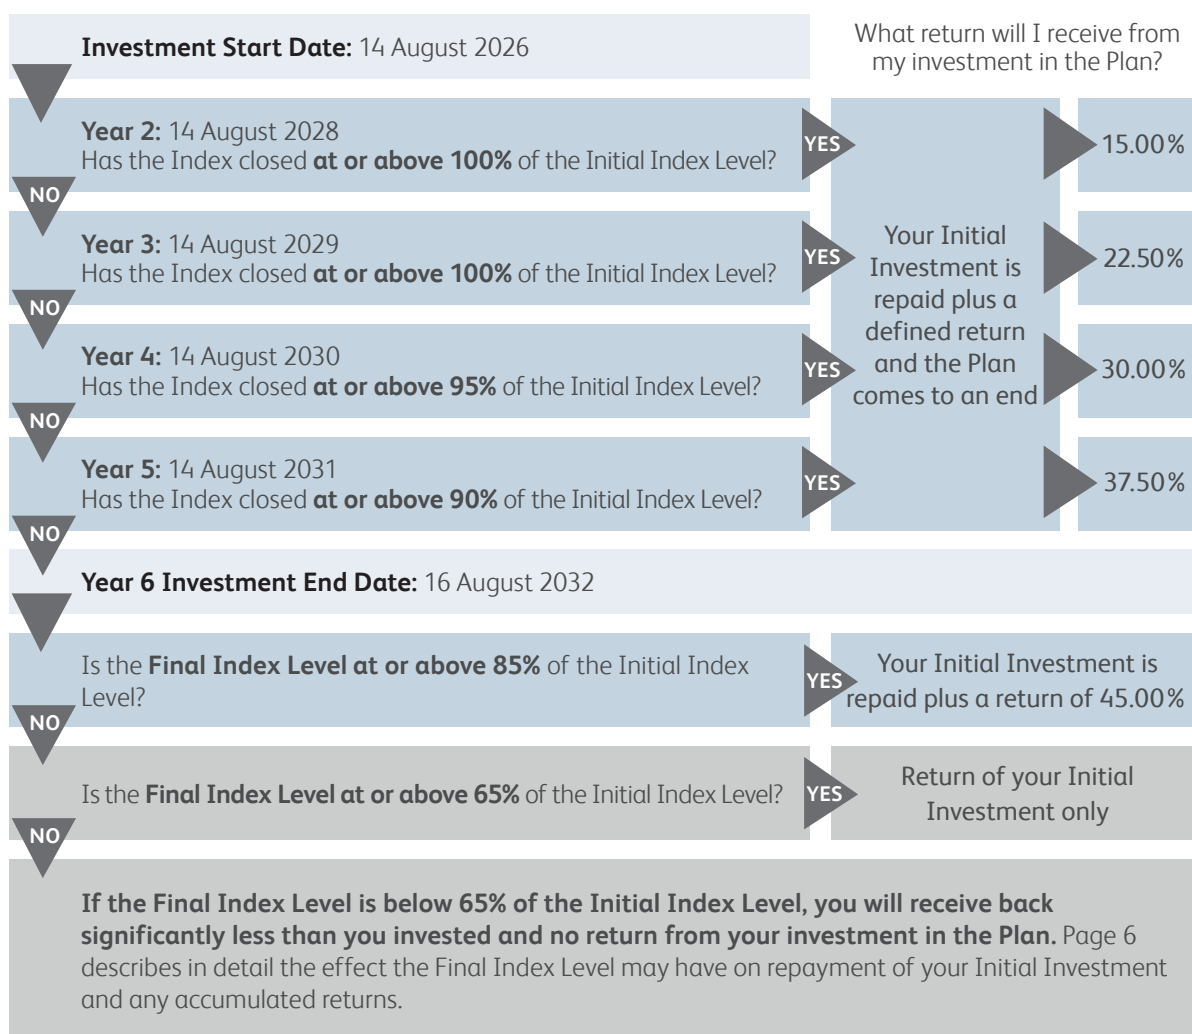 Investment Start Date: 14 August 2026
What return will I receive from
my investment in the Plan?
Year 2: 14 August 2028
Has the Index closed at or above 100% of the Initial Index Level?
YES
15.00%
NO
Year 3: 14 August 2029
Has the Index closed at or above 100% of the Initial Index Level?
YES
22.50%
NO
Year 4: 14 August 2030
Has the Index closed at or above 95% of the Initial Index Level?
YES
30.00%
NO
Year 5: 14 August 2031
Has the Index closed at or above 90% of the Initial Index Level?
YES
37.50%
NO
Your Initial
Investment is
repaid plus a
defined return
and the Plan
comes to an end
Year 6 Investment End Date: 16 August 2032
Is the Final Index Level at or above 85% of the Initial Index
Level?
YES
Your Initial Investment is
repaid plus a return of 45.00%
NO
Is the Final Index Level at or above 65% of the Initial Index Level?
YES
Return of your Initial
Investment only
NO
If the Final Index Level is below 65% of the Initial Index Level, you will receive back
significantly less than you invested and no return from your investment in the Plan. Page 6
describes in detail the effect the Final Index Level may have on repayment of your Initial Investment
and any accumulated returns.